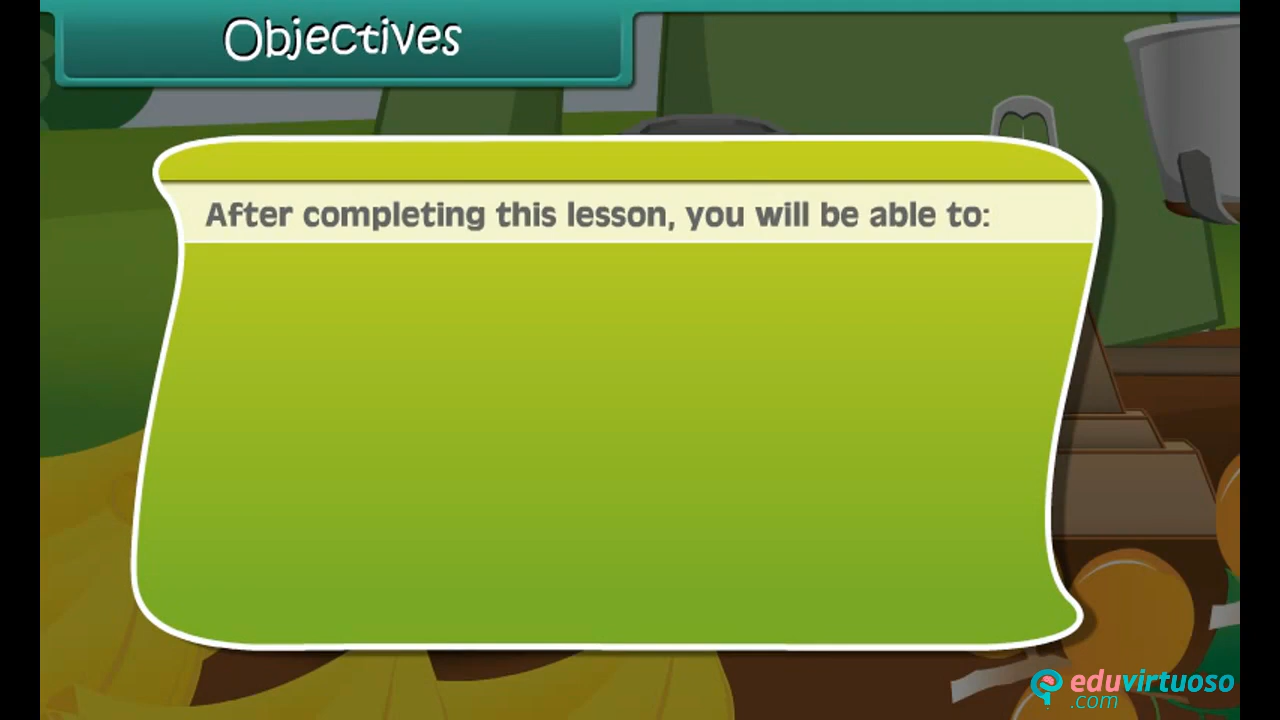 Objectives
After completing this lesson, you will be able to:
eduvirtuoso
.com